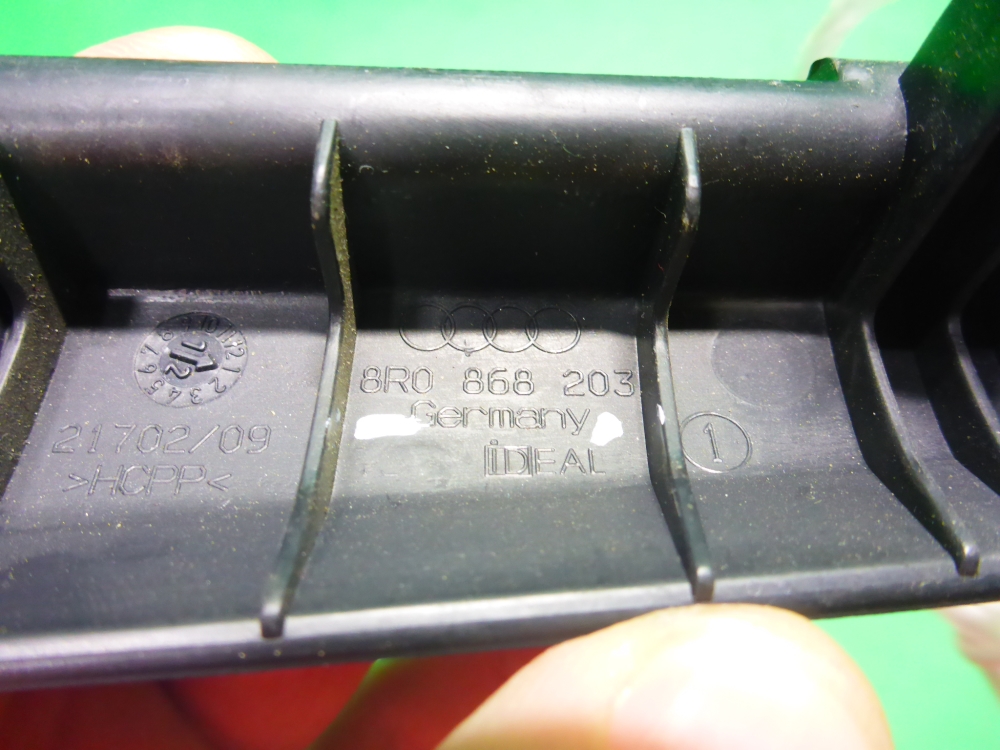 8R0 868 203
Germany
iDEAL
21702/09
>HCPP<
1